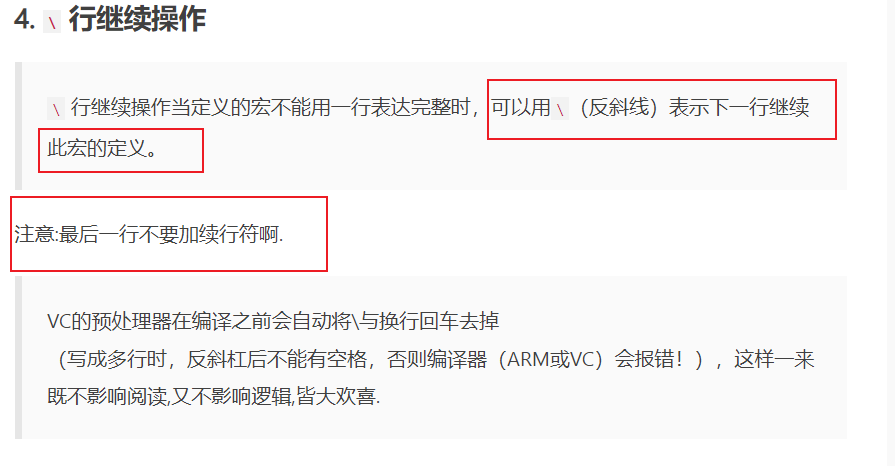 4. \ 行继续操作
\ 行继续操作当定义的宏不能用一行表达完整时，可以用\（反斜线）表示下一行继续
此宏的定义。
注意:最后一行不要加续行符啊.
VC的预处理器在编译之前会自动将\与换行回车去掉
（写成多行时，反斜杠后不能有空格，否则编译器（ARM或VC）会报错！），这样一来
既不影响阅读,又不影响逻辑,皆大欢喜.